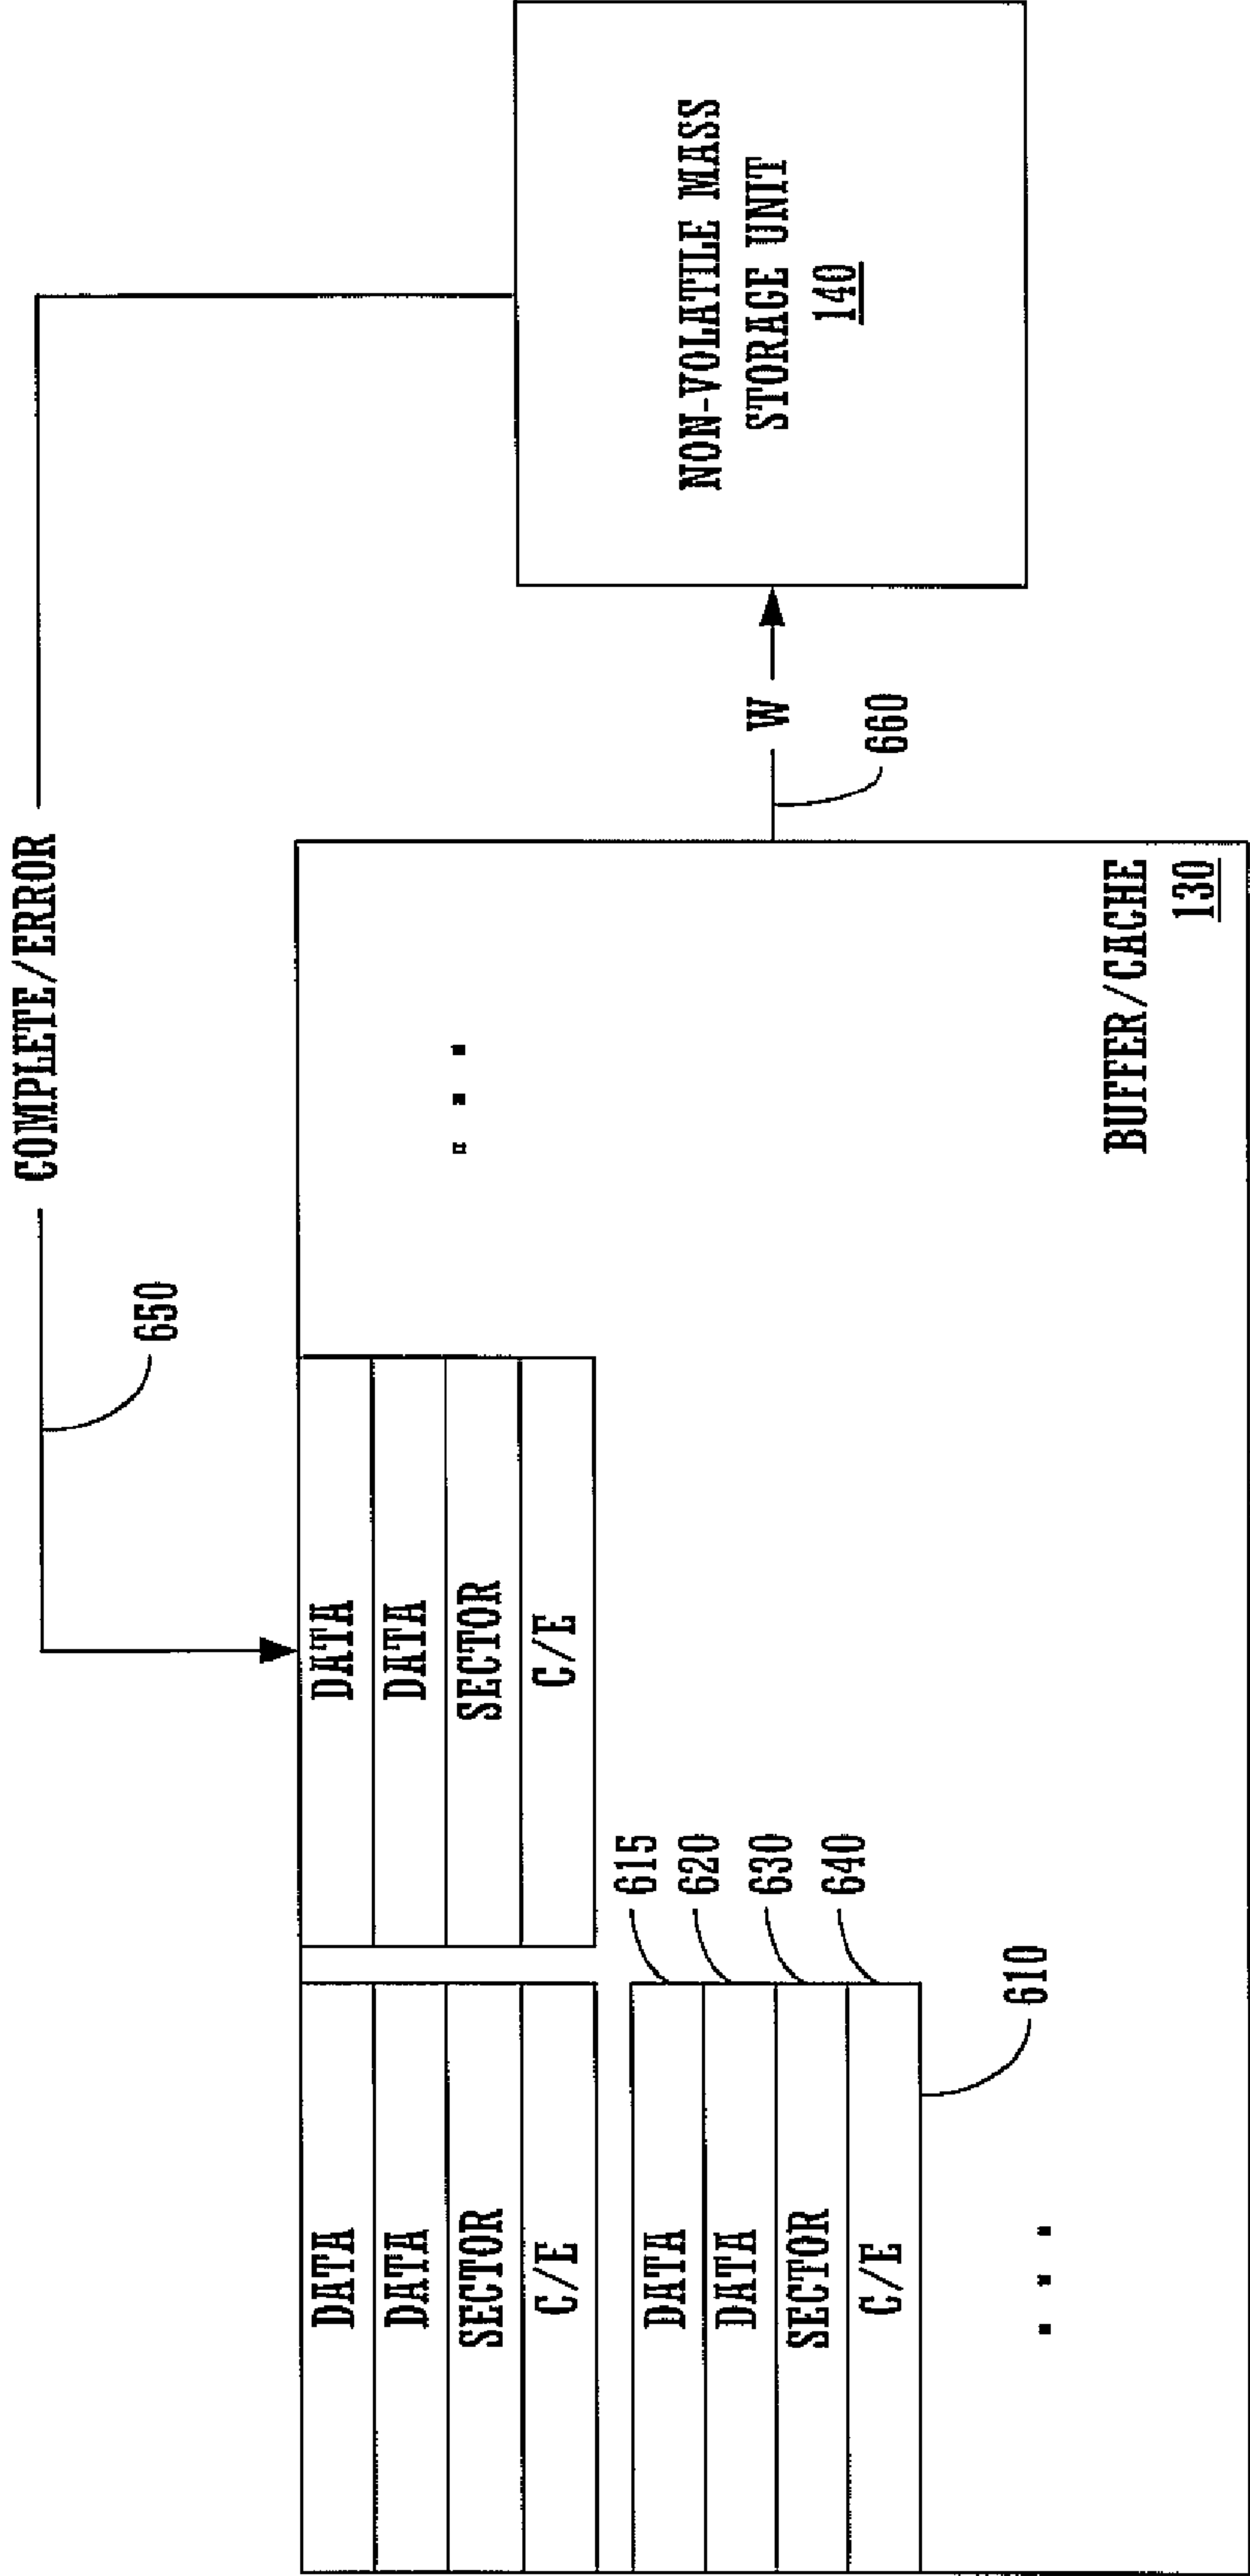 COMPLETE/ERROR
650
DATA
DATA
SECTOR
C/E
DATA
DATA
SECTOR
C/E
DATA
DATA
SECTOR
C/E
615
620
630
640
610
BUFFER/CACHE
130
W
660
NON-VOLATILE MASS
STORAGE UNIT
140